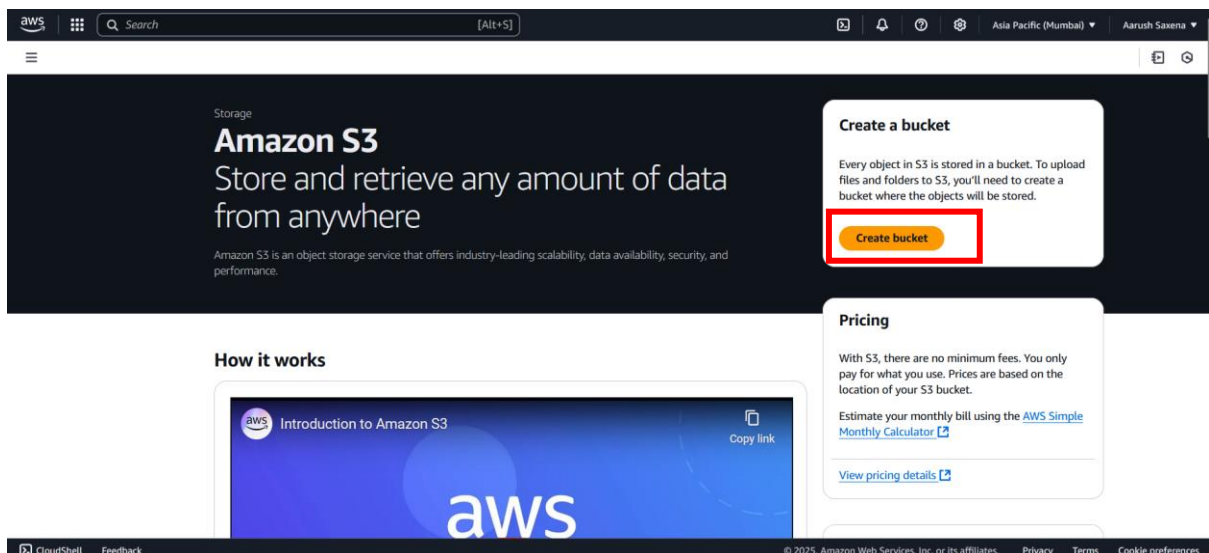 aws
Search
[Alt+S]
Asia Pacific (Mumbai) ▼
Aarush Saxena ▼
Storage
Amazon S3
Store and retrieve any amount of data
from anywhere
Amazon S3 is an object storage service that offers industry-leading scalability, data availability, security, and
performance.
Create a bucket
Every object in S3 is stored in a bucket. To upload
files and folders to S3, you'll need to create a
bucket where the objects will be stored.
Create bucket
Pricing
With S3, there are no minimum fees. You only
pay for what you use. Prices are based on the
location of your S3 bucket.
Estimate your monthly bill using the AWS Simple
Monthly Calculator
View pricing details
How it works
aws
Introduction to Amazon S3
Copy link
aws
CloudShell
Feedback
© 2025, Amazon Web Services, Inc. or its affiliates.
Privacy
Terms
Cookie preferences